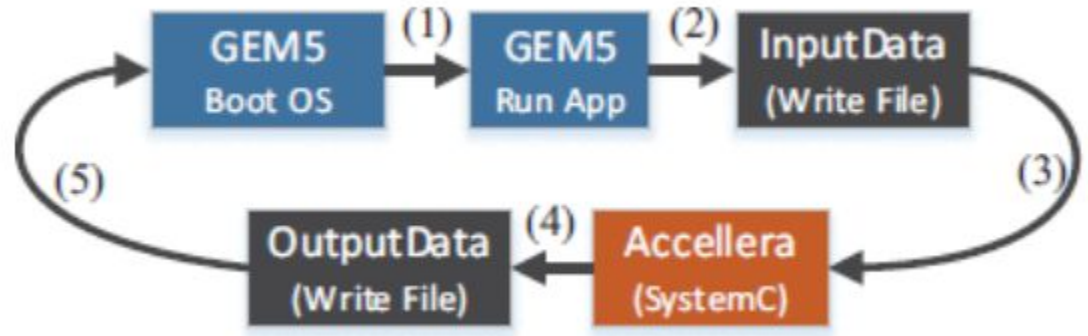 GEM5
Boot OS
(1)
GEM5
Run App
(2)
InputData
(Write File)
(3)
Accellera
(SystemC)
(4)
OutputData
(Write File)
(5)